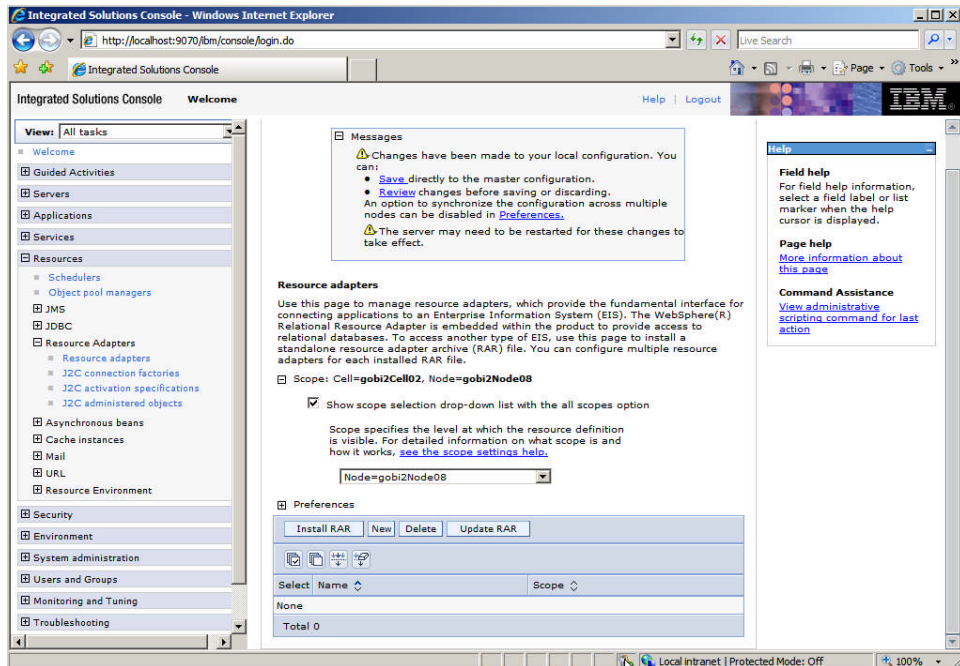 Integrated Solutions Console - Windows Internet Explorer
http://localhost:9070/ibm/console/login.do
Live Search
Integrated Solutions Console
Page
Tools
»
Integrated Solutions Console Welcome
Help | Logout
IBM®
View: All tasks
Welcome
Guided Activities
Servers
Applications
Services
Resources
Schedulers
Object pool managers
JMS
JDBC
Resource Adapters
Resource adapters
J2C connection factories
J2C activation specifications
J2C administered objects
Asynchronous beans
Cache instances
Mail
URL
Resource Environment
Security
Environment
System administration
Users and Groups
Monitoring and Tuning
Troubleshooting
Messages
Changes have been made to your local configuration. You
can:
Save directly to the master configuration.
Review changes before saving or discarding.
An option to synchronize the configuration across multiple
nodes can be disabled in Preferences.
The server may need to be restarted for these changes to
take effect.
Resource adapters
Use this page to manage resource adapters, which provide the fundamental interface for
connecting applications to an Enterprise Information System (EIS). The WebSphere(R)
Relational Resource Adapter is embedded within the product to provide access to
relational databases. To access another type of EIS, use this page to install a
standalone resource adapter archive (RAR) file. You can configure multiple resource
adapters for each installed RAR file.
Scope: Cell=gobi2Cell02, Node=gobi2Node08
Show scope selection drop-down list with the all scopes option
Scope specifies the level at which the resource definition
is visible. For detailed information on what scope is and
how it works, see the scope settings help.
Node=gobi2Node08
Preferences
Install RAR New Delete Update RAR
Select Name Scope
None
Total 0
Help
Field help
For field help information,
select a field label or list
marker when the help
cursor is displayed.
Page help
More information about
this page
Command Assistance
View administrative
scripting command for last
action
Local intranet | Protected Mode: Off
100%